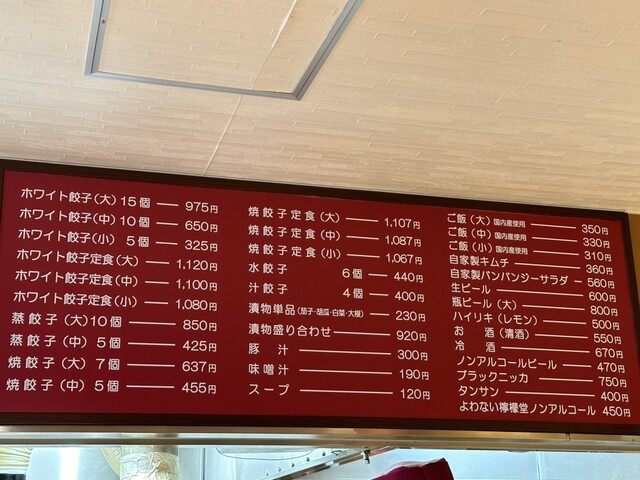 ホワイト餃子(大)15個 ── 975円
ホワイト餃子(中)10個 ── 650円
ホワイト餃子(小) 5個 ── 325円
ホワイト餃子定食(大) ── 1,120円
ホワイト餃子定食(中) ── 1,100円
ホワイト餃子定食(小) ── 1,080円
蒸餃子(大)10個 ── 850円
蒸餃子(中) 5個 ── 425円
焼餃子(大) 7個 ── 637円
焼餃子(中) 5個 ── 455円
焼餃子定食(大) ── 1,107円
焼餃子定食(中) ── 1,087円
焼餃子定食(小) ── 1,067円
水餃子 6個 ── 440円
汁餃子 4個 ── 400円
漬物単品(茄子・胡瓜・白菜・大根) ── 230円
漬物盛り合わせ ── 920円
豚 汁 ── 300円
味噌汁 ── 190円
スープ ── 120円
ご飯(大)国内産使用 ── 350円
ご飯(中)国内産使用 ── 330円
ご飯(小)国内産使用 ── 310円
自家製キムチ ── 360円
自家製バンバンジーサラダ ─ 560円
生ビール ── 600円
瓶ビール(大) ── 800円
ハイリキ(レモン) ── 500円
お 酒(清酒) ── 550円
冷 酒 ── 670円
ノンアルコールビール ── 470円
ブラックニッカ ── 750円
タンサン ── 400円
よわない檸檬堂ノンアルコール 450円